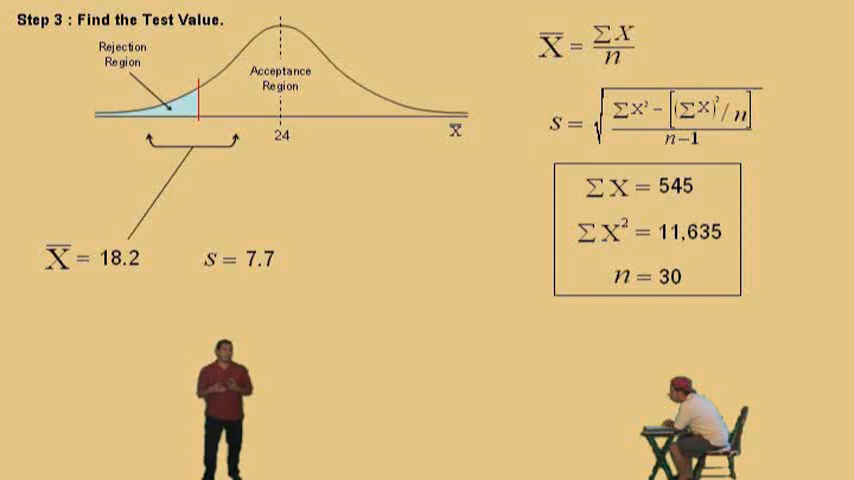 Step 3 : Find the Test Value.
Rejection
Region
Acceptance
Region
24
X̅
X̅ = 18.2
s = 7.7
X̅ = ΣX / n
s = √((ΣX² − [(ΣX)² / n]) / (n−1))
ΣX = 545
ΣX² = 11,635
n = 30